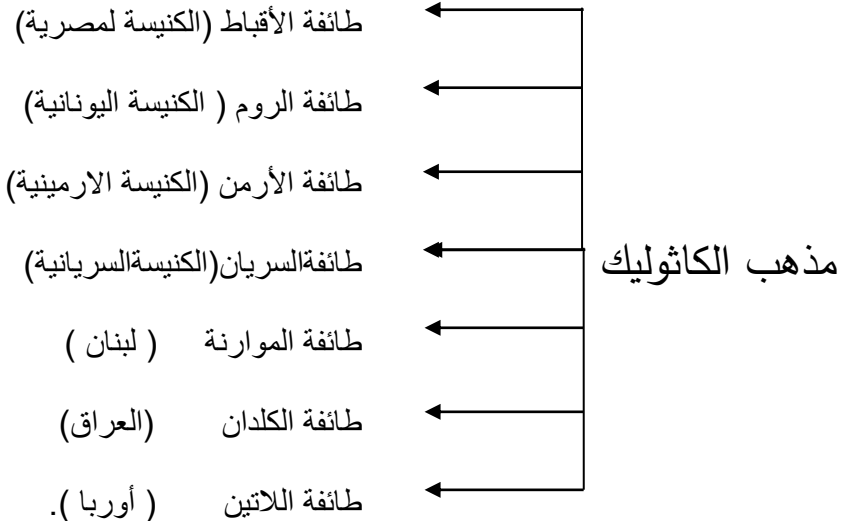 طائفة الأقباط (الكنيسة لمصرية)
طائفة الروم ( الكنيسة اليونانية)
طائفة الأرمن (الكنيسة الارمينية)
مذهب الكاثوليك
طائفةالسريان(الكنيسةالسريانية)
طائفة الموارنة ( لبنان )
طائفة الكلدان (العراق)
طائفة اللاتين ( أوربا ).